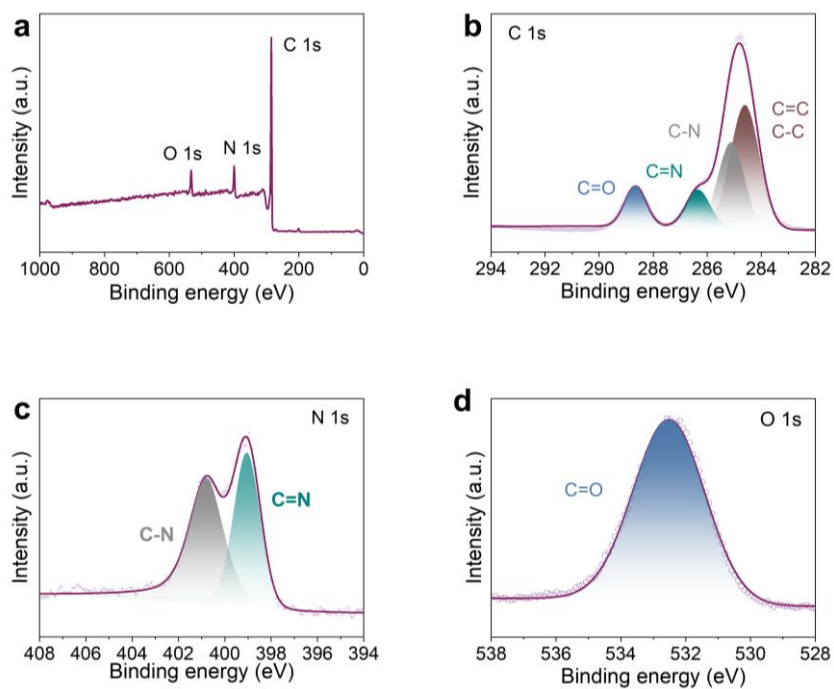 a
C 1s
O 1s
N 1s
Intensity (a.u.)
1000 800 600 400 200 0
Binding energy (eV)
b
C 1s
C=C
C-C
C-N
C=N
C=O
Intensity (a.u.)
294 292 290 288 286 284 282
Binding energy (eV)
c
N 1s
C=N
C-N
Intensity (a.u.)
408 406 404 402 400 398 396 394
Binding energy (eV)
d
O 1s
C=O
Intensity (a.u.)
538 536 534 532 530 528
Binding energy (eV)